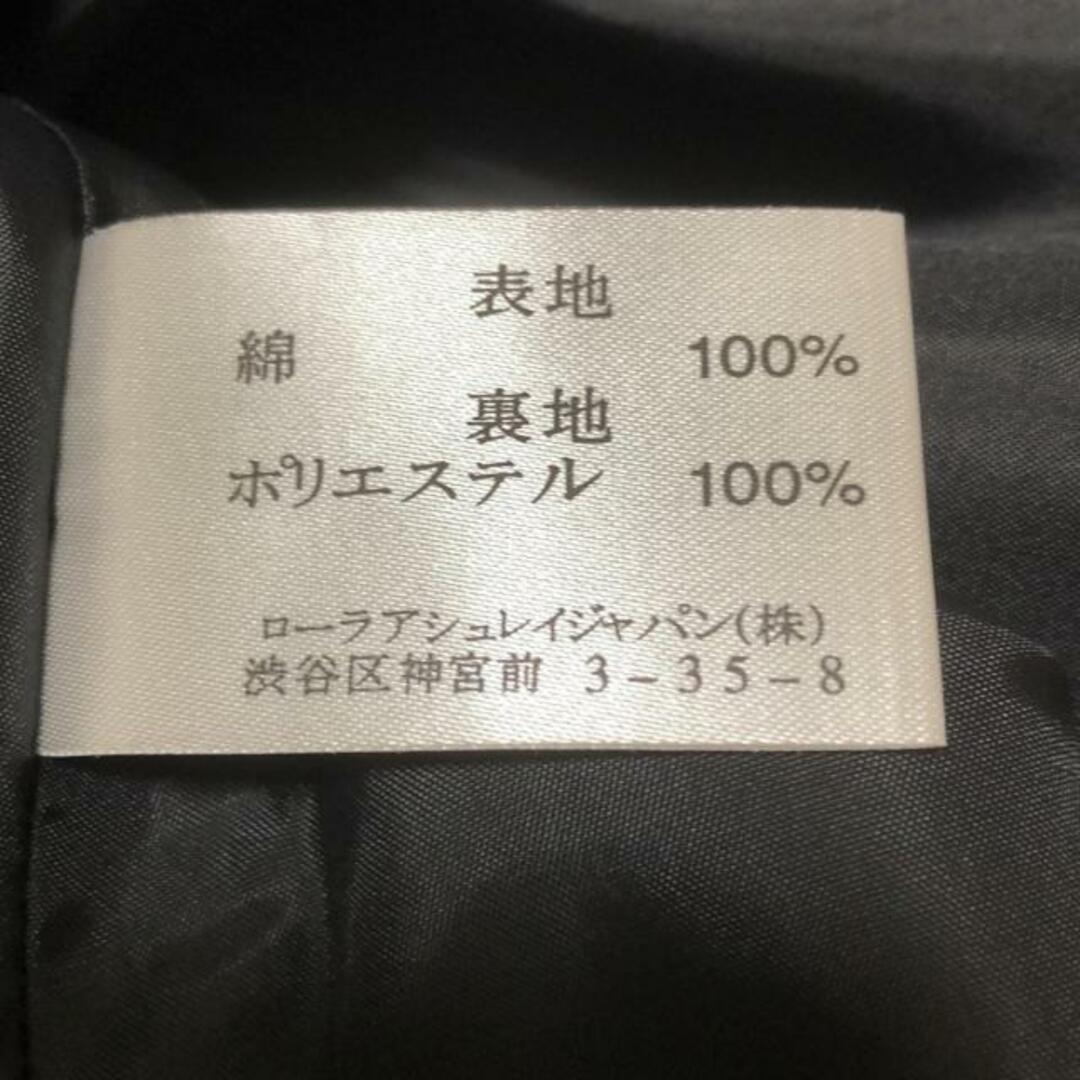 表地
綿 100%
裏地
ポリエステル 100%
ローラアシュレイジャパン(株)
渋谷区神宮前 3-35-8